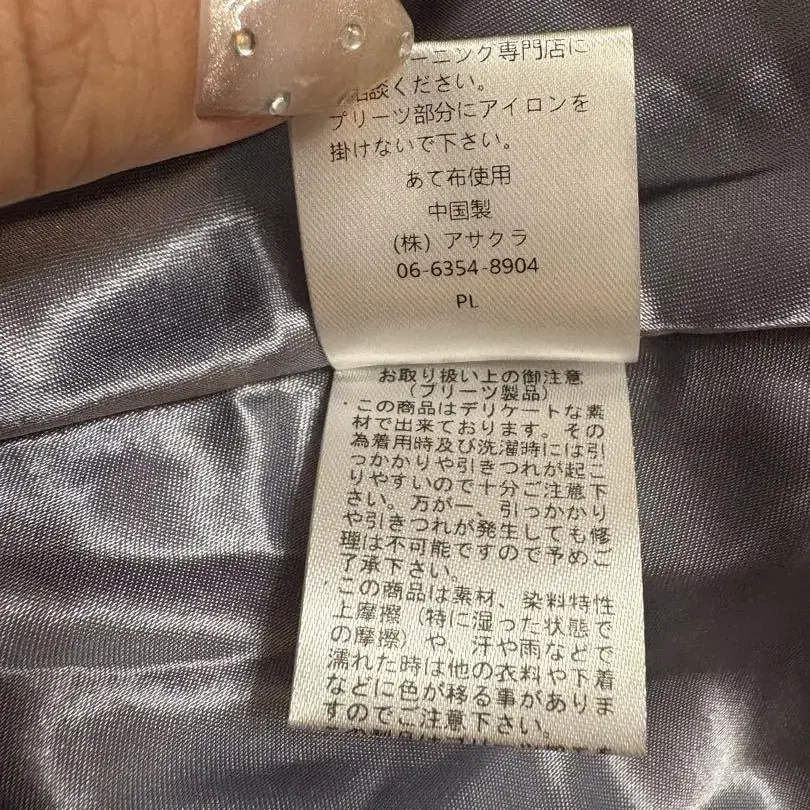 ーニング専門店に
相談ください。
プリーツ部分にアイロンを
掛けないで下さい。
あて布使用
中国製
(株) アサクラ
06-6354-8904
PL
お取り扱い上の御注意
(プリーツ製品)
・この商品はデリケートな素
材で出来ております。その
為着用時及び洗濯時には引
っかかりや引きつれが起こ
りやすいので十分ご注意下
さい。万が一、引っかかり
や引きつれが発生しても修
理は不可能ですので予めご
了承下さい。
・この商品は素材、染料特性
上摩擦（特に湿った状態で
の摩擦）や、汗や雨などで
濡れた時は他の衣料や下着
などに色が移る事がありま
すのでご注意下さい。